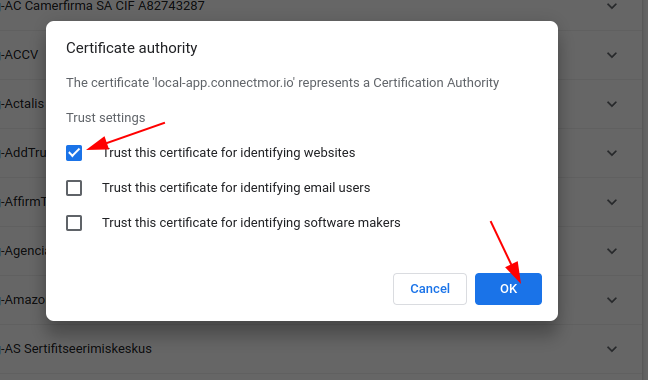 -AC Camerfirma SA CIF A82743287
Certificate authority
-ACCV
The certificate 'local-app.connectmor.io' represents a Certification Authority
-Actalis
Trust settings
-AddTru
Trust this certificate for identifying websites
Trust this certificate for identifying email users
-AffirmT
Trust this certificate for identifying software makers
-Agencia
Cancel
OK
-Amazo
-AS Sertifitseerimiskeskus